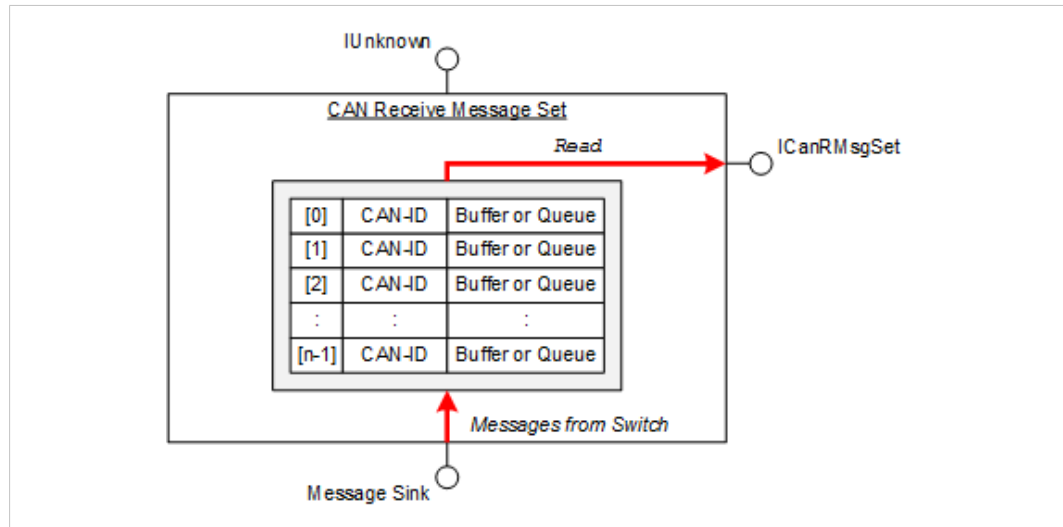 IUnknown
CAN Receive Message Set
Read
ICanRMsgSet
[0] CAN-ID Buffer or Queue
[1] CAN-ID Buffer or Queue
[2] CAN-ID Buffer or Queue
: : :
[n-1] CAN-ID Buffer or Queue
Messages from Switch
Message Sink